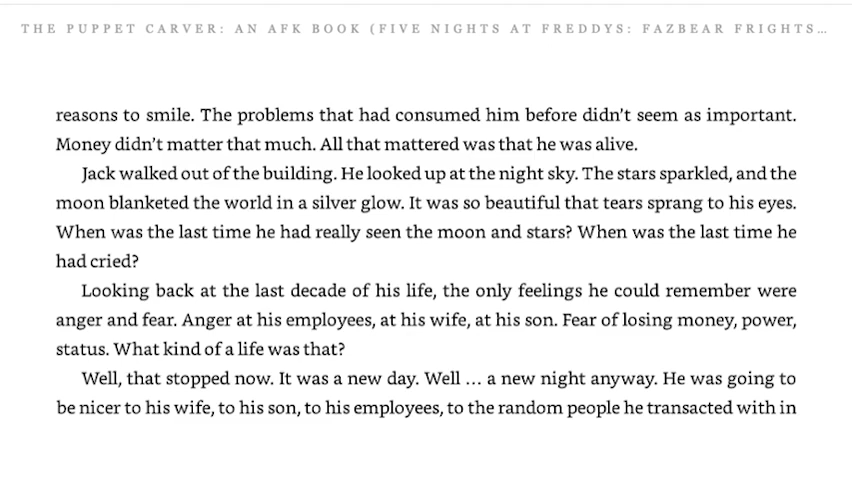 THE PUPPET CARVER: AN AFK BOOK (FIVE NIGHTS AT FREDDYS: FAZBEAR FRIGHTS…
reasons to smile. The problems that had consumed him before didn't seem as important.
Money didn't matter that much. All that mattered was that he was alive.
Jack walked out of the building. He looked up at the night sky. The stars sparkled, and the
moon blanketed the world in a silver glow. It was so beautiful that tears sprang to his eyes.
When was the last time he had really seen the moon and stars? When was the last time he
had cried?
Looking back at the last decade of his life, the only feelings he could remember were
anger and fear. Anger at his employees, at his wife, at his son. Fear of losing money, power,
status. What kind of a life was that?
Well, that stopped now. It was a new day. Well … a new night anyway. He was going to
be nicer to his wife, to his son, to his employees, to the random people he transacted with in